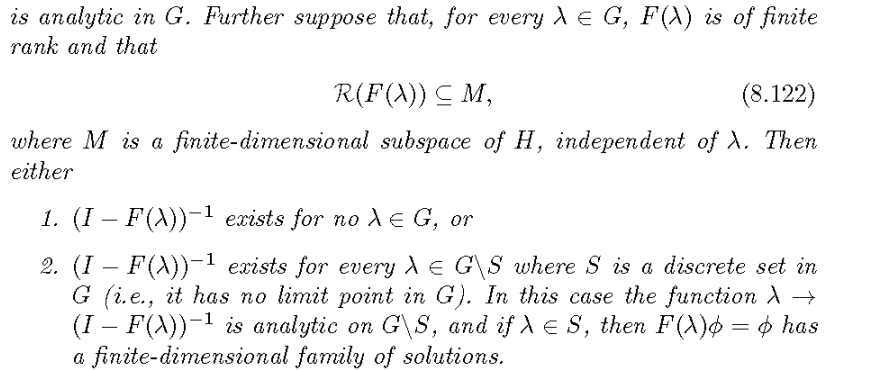 is analytic in G. Further suppose that, for every λ ∈ G, F(λ) is of finite
rank and that
R(F(λ)) ⊆ M, (8.122)
where M is a finite-dimensional subspace of H, independent of λ. Then
either
1. (I − F(λ))⁻¹ exists for no λ ∈ G, or
2. (I − F(λ))⁻¹ exists for every λ ∈ G\S where S is a discrete set in
G (i.e., it has no limit point in G). In this case the function λ →
(I − F(λ))⁻¹ is analytic on G\S, and if λ ∈ S, then F(λ)ϕ = ϕ has
a finite-dimensional family of solutions.